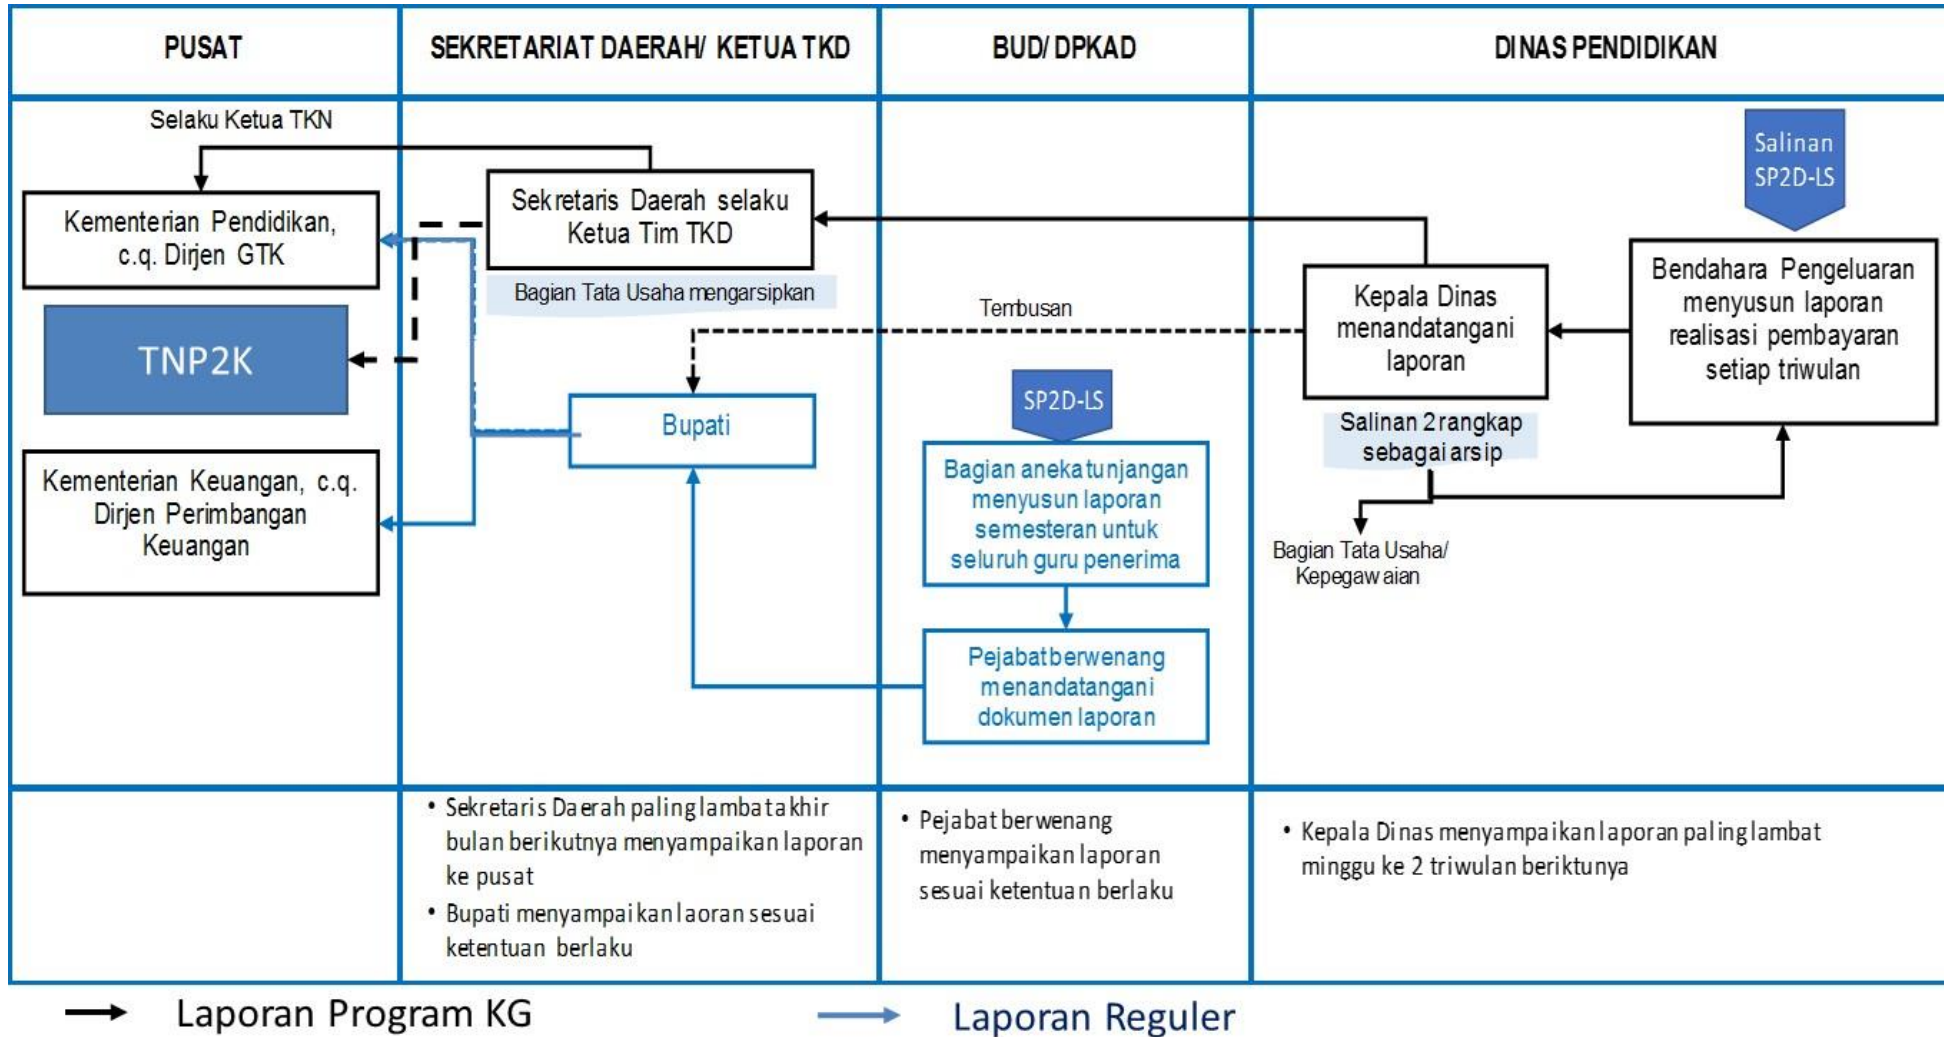 PUSAT
SEKRETARIAT DAERAH/ KETUA TKD
BUD/ DPKAD
DINAS PENDIDIKAN
Selaku Ketua TKN
Kementerian Pendidikan,
c.q. Dirjen GTK
TNP2K
Kementerian Keuangan, c.q.
Dirjen Perimbangan
Keuangan
Sekretaris Daerah selaku
Ketua Tim TKD
Bagian Tata Usaha mengarsipkan
Bupati
Tembusan
SP2D-LS
Bagian aneka tunjangan
menyusun laporan
semesteran untuk
seluruh guru penerima
Pejabat berwenang
menandatangani
dokumen laporan
Salinan
SP2D-LS
Kepala Dinas
menandatangani
laporan
Bendahara Pengeluaran
menyusun laporan
realisasi pembayaran
setiap triwulan
Salinan 2 rangkap
sebagai arsip
Bagian Tata Usaha/
Kepegawaian
• Sekretaris Daerah paling lambat akhir
bulan berikutnya menyampaikan laporan
ke pusat
• Bupati menyampaikan laoran sesuai
ketentuan berlaku
• Pejabat berwenang
menyampaikan laporan
sesuai ketentuan berlaku
• Kepala Dinas menyampaikan laporan paling lambat
minggu ke 2 triwulan beriktunya
Laporan Program KG
Laporan Reguler